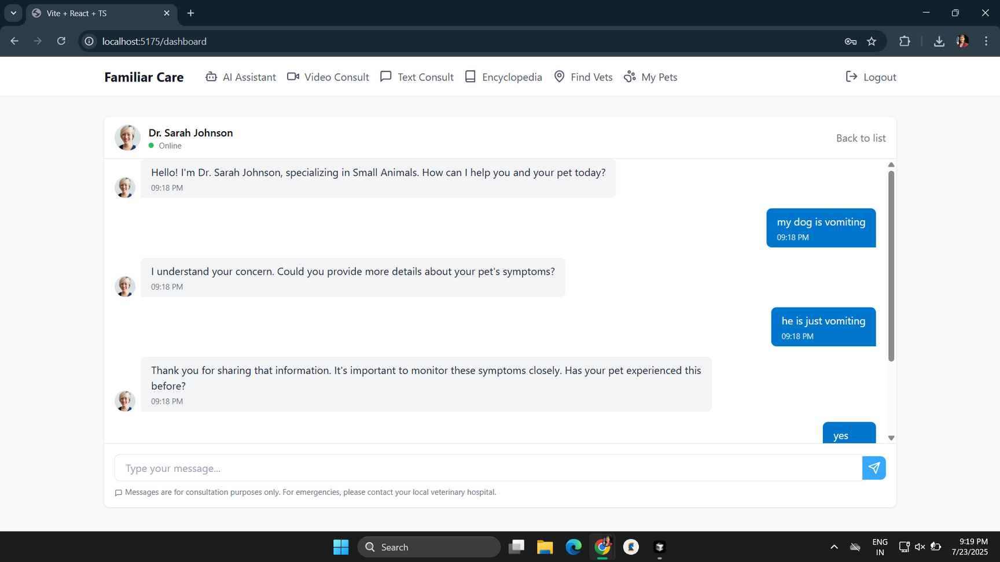 Vite + React + TS
localhost:5175/dashboard
Familiar Care
AI Assistant
Video Consult
Text Consult
Encyclopedia
Find Vets
My Pets
Logout
Dr. Sarah Johnson
Online
Back to list
Hello! I'm Dr. Sarah Johnson, specializing in Small Animals. How can I help you and your pet today?
09:18 PM
my dog is vomiting
09:18 PM
I understand your concern. Could you provide more details about your pet's symptoms?
09:18 PM
he is just vomiting
09:18 PM
Thank you for sharing that information. It's important to monitor these symptoms closely. Has your pet experienced this
before?
09:18 PM
yes
Type your message...
Messages are for consultation purposes only. For emergencies, please contact your local veterinary hospital.
Search
ENG
IN
9:19 PM
7/23/2025